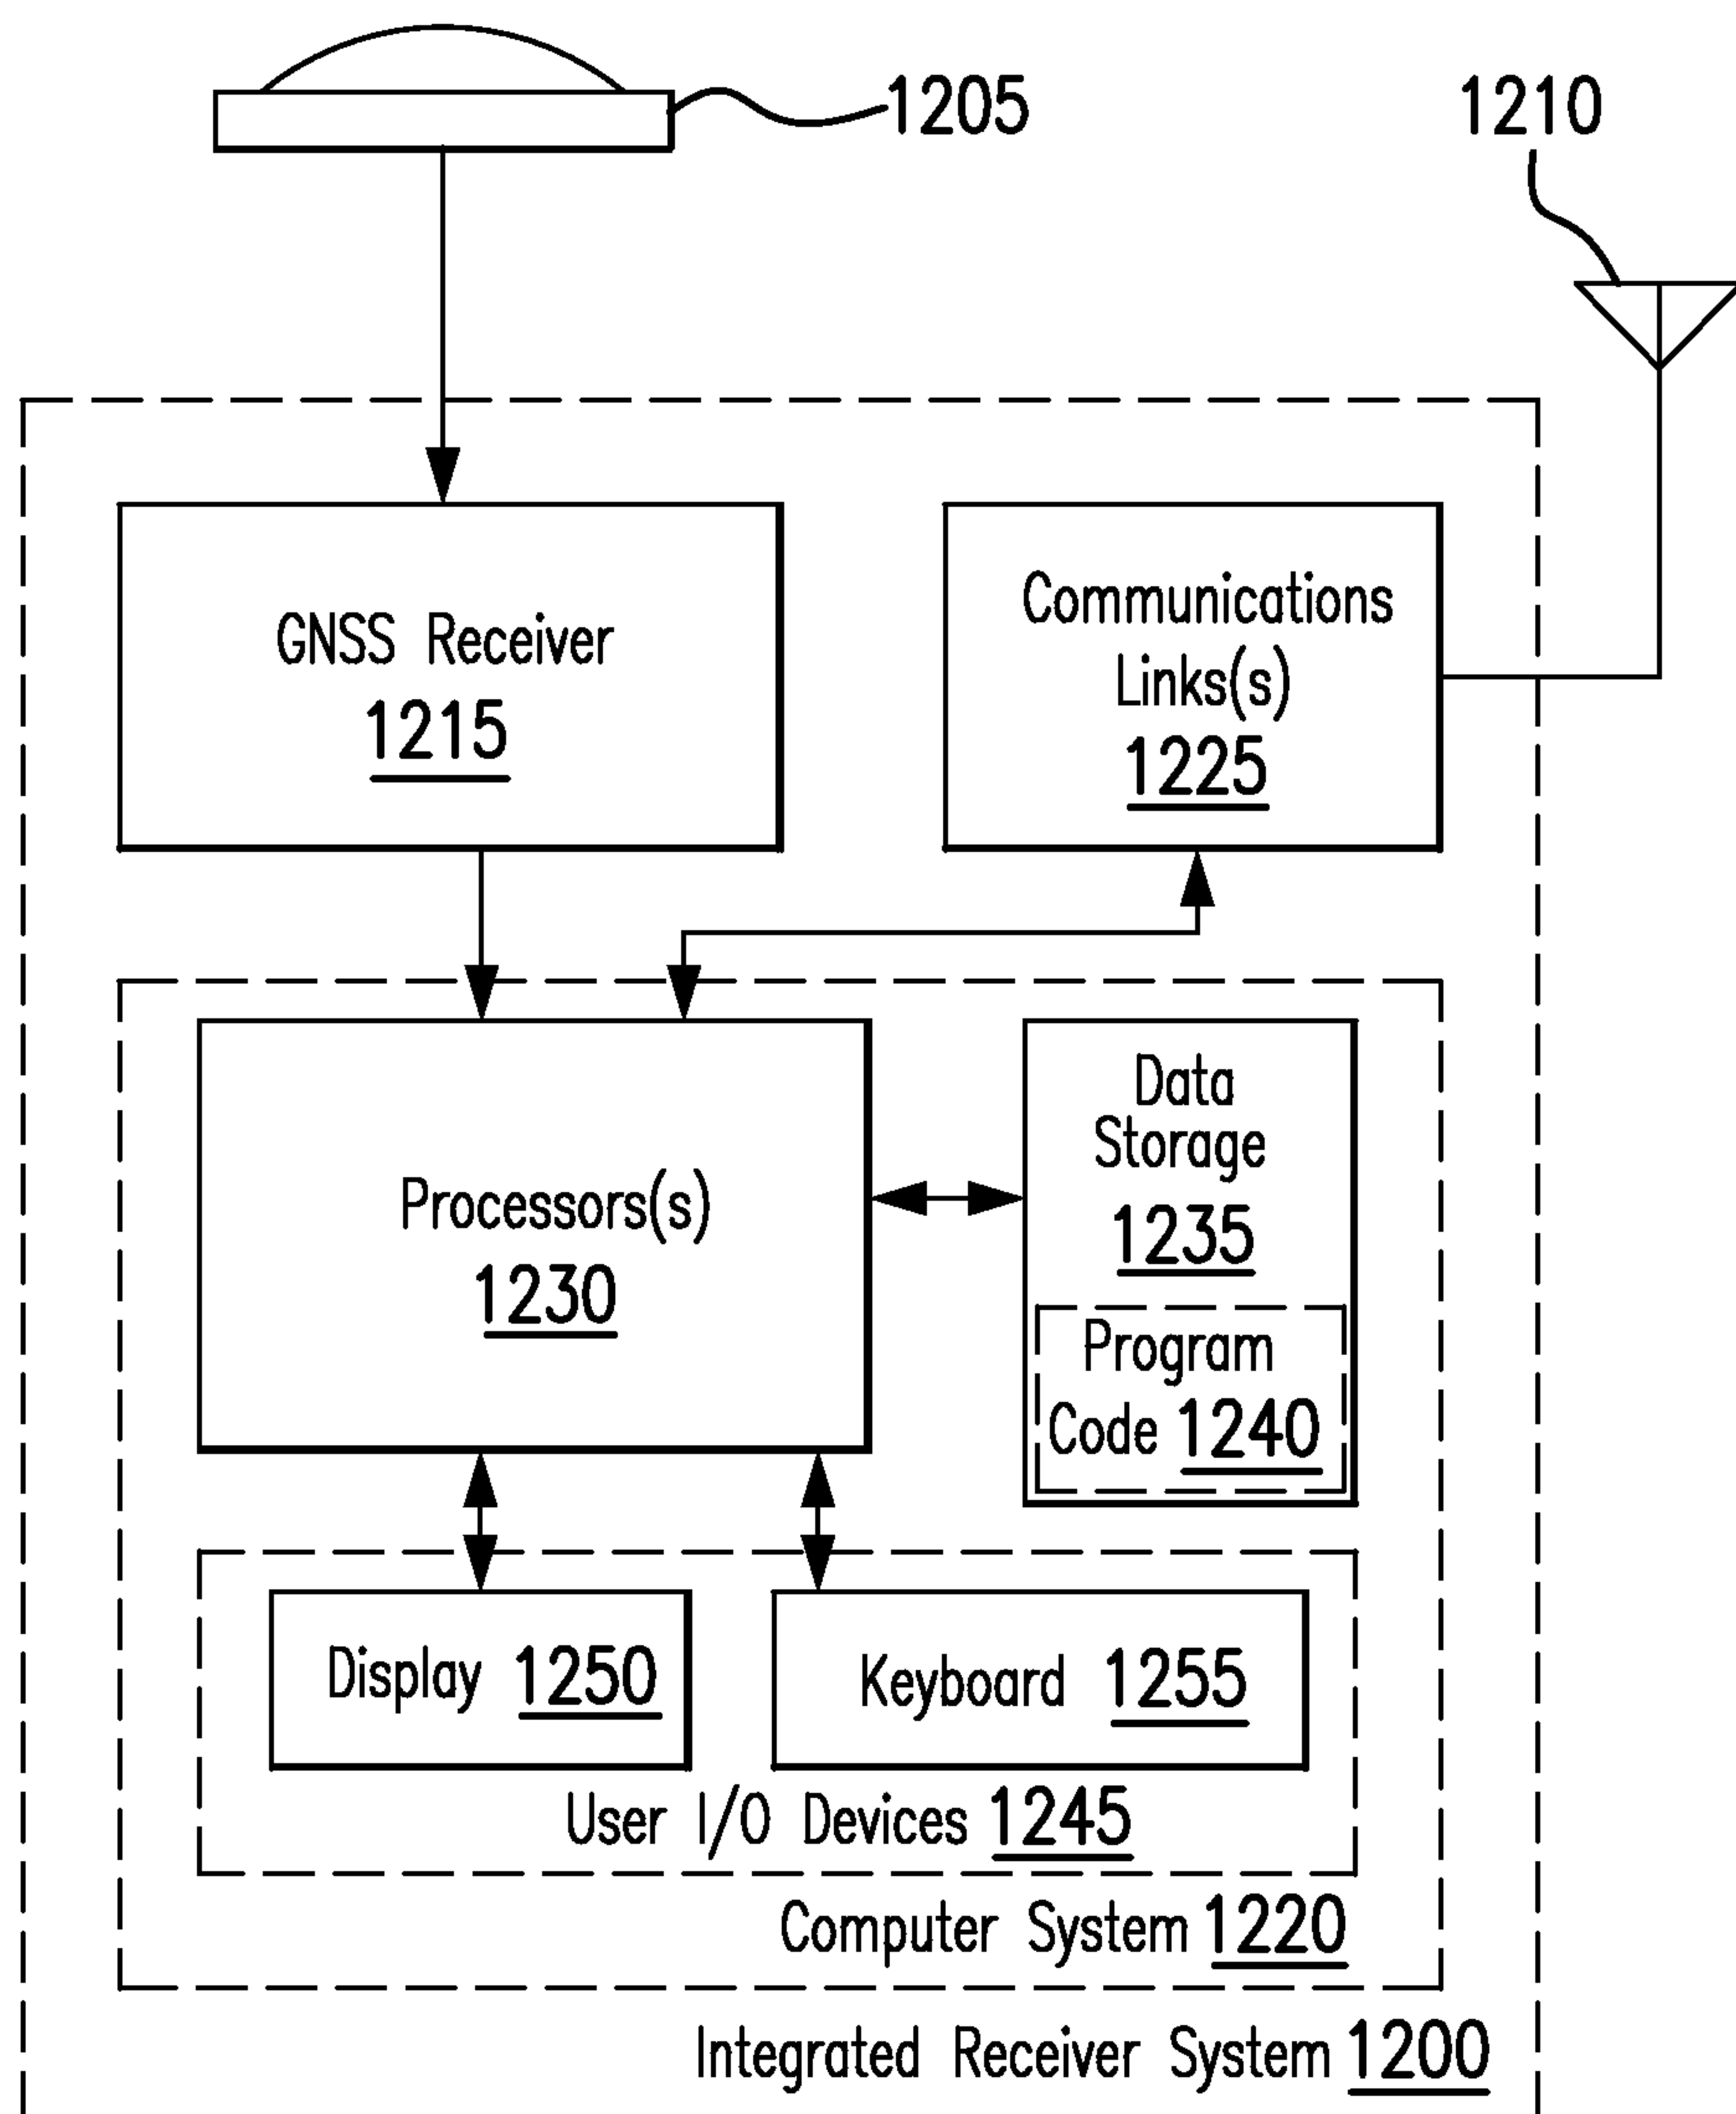 1205
1210
GNSS Receiver
1215
Communications
Links(s)
1225
Processors(s)
1230
Data
Storage
1235
Program
Code 1240
Display 1250
Keyboard 1255
User I/O Devices 1245
Computer System 1220
Integrated Receiver System 1200